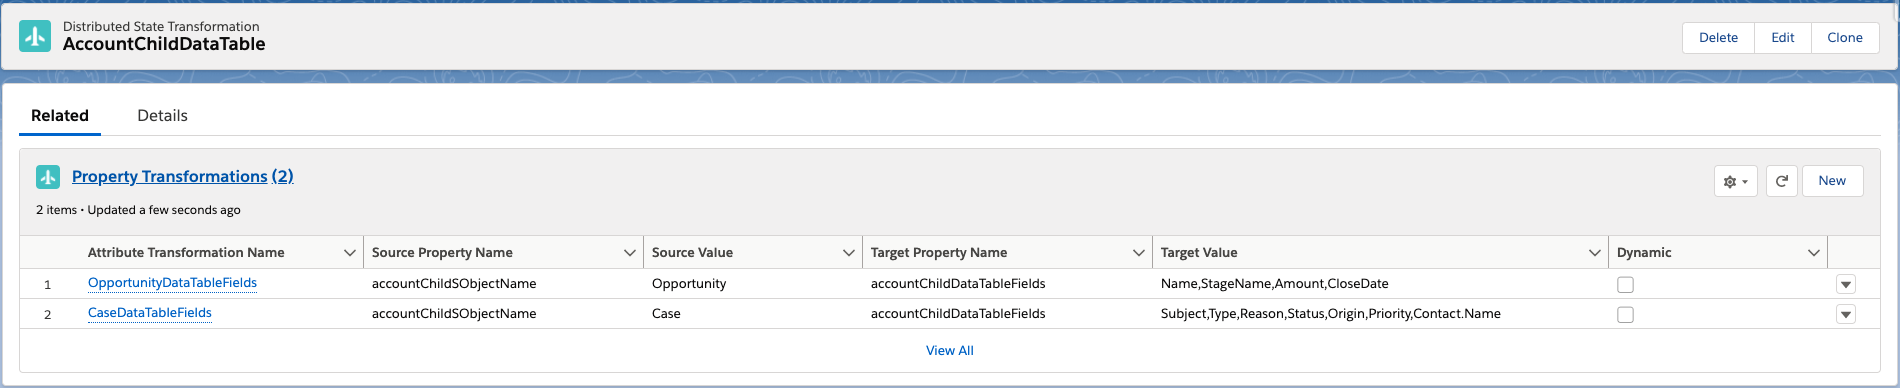 Distributed State Transformation
AccountChildDataTable
Delete Edit Clone
Related Details
Property Transformations (2)
New
2 items • Updated a few seconds ago
Attribute Transformation Name Source Property Name Source Value Target Property Name Target Value Dynamic
1 OpportunityDataTableFields accountChildSObjectName Opportunity accountChildDataTableFields Name,StageName,Amount,CloseDate
2 CaseDataTableFields accountChildSObjectName Case accountChildDataTableFields Subject,Type,Reason,Status,Origin,Priority,Contact.Name
View All